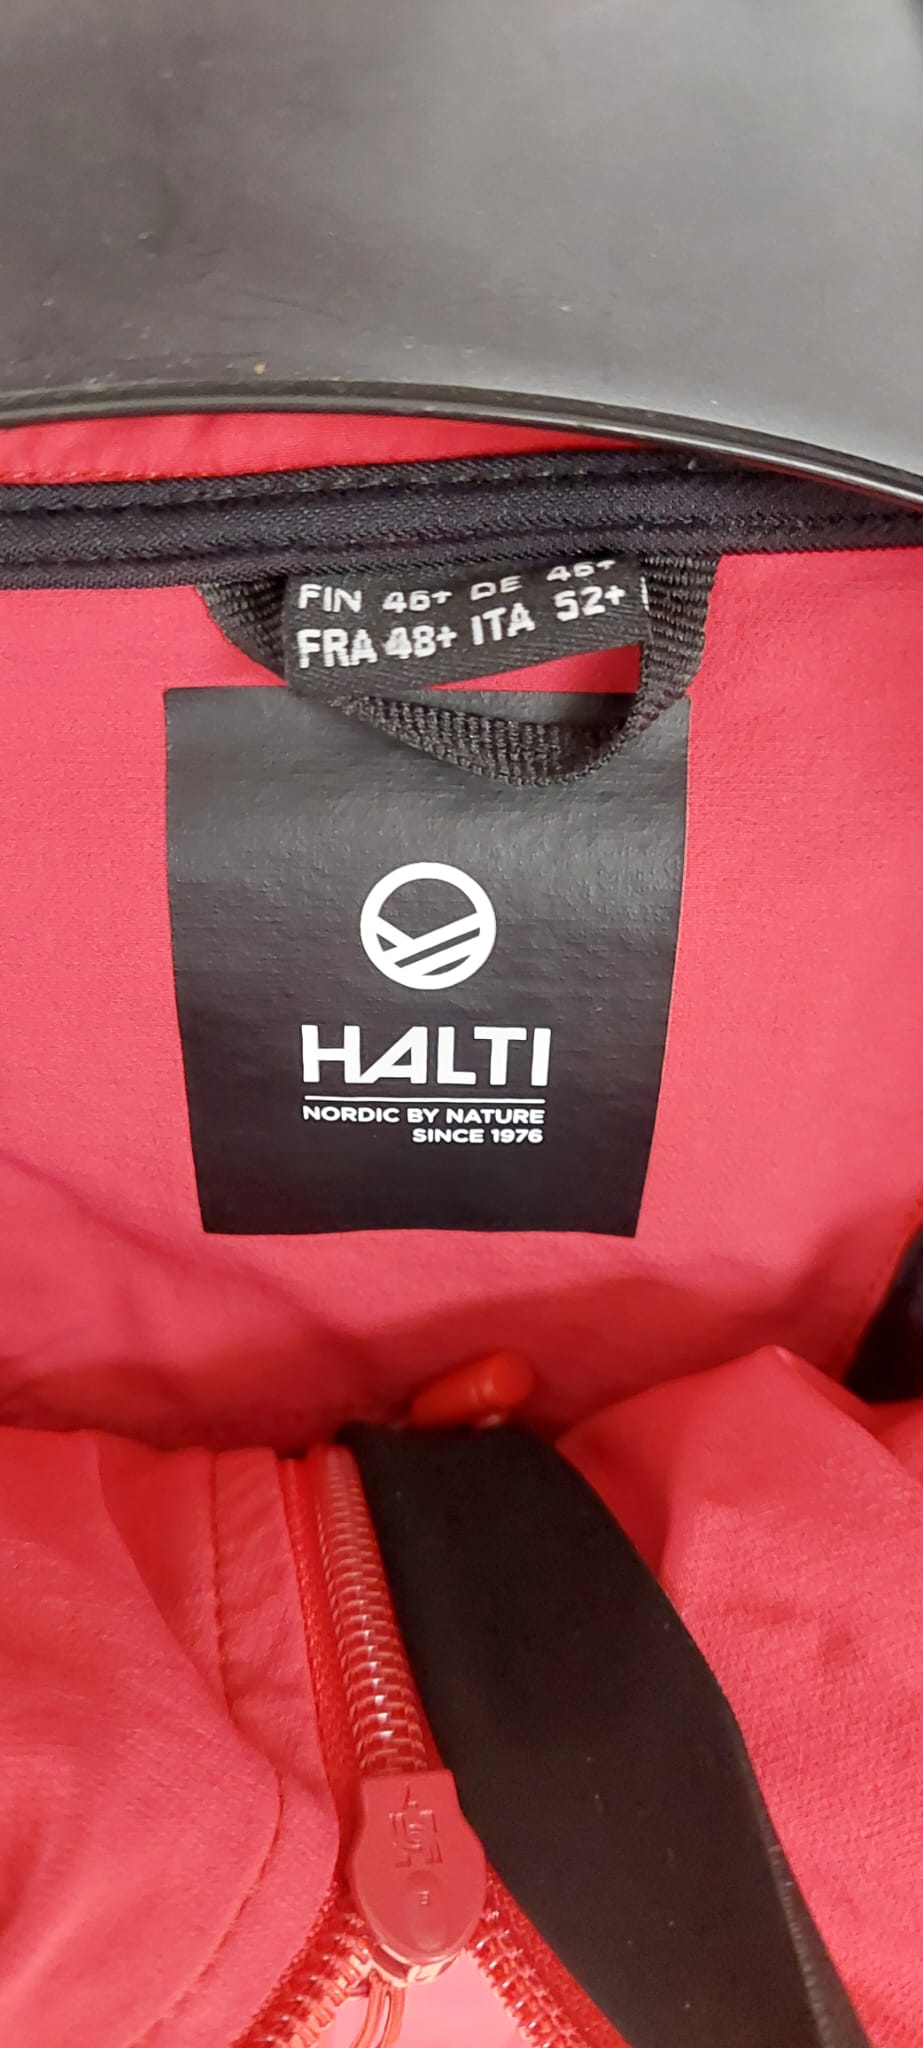 FIN 46+ DE 46+
FRA 48+ ITA 52+
HALTI
NORDIC BY NATURE
SINCE 1976